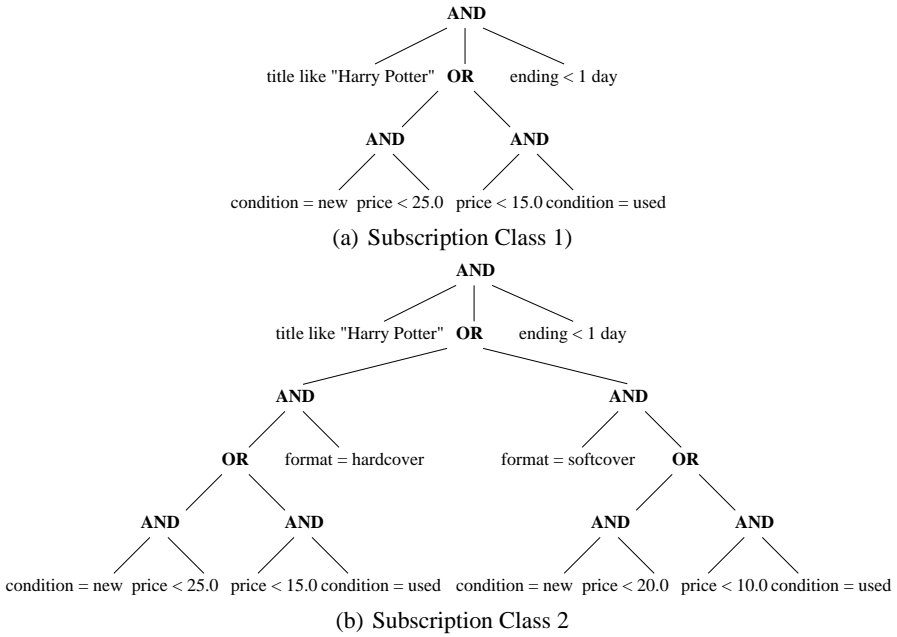 AND
title like "Harry Potter" OR ending < 1 day
AND AND
condition = new price < 25.0 price < 15.0 condition = used
(a) Subscription Class 1)
AND
title like "Harry Potter" OR ending < 1 day
AND AND
OR format = hardcover format = softcover OR
AND AND AND AND
condition = new price < 25.0 price < 15.0 condition = used condition = new price < 20.0 price < 10.0 condition = used
(b) Subscription Class 2